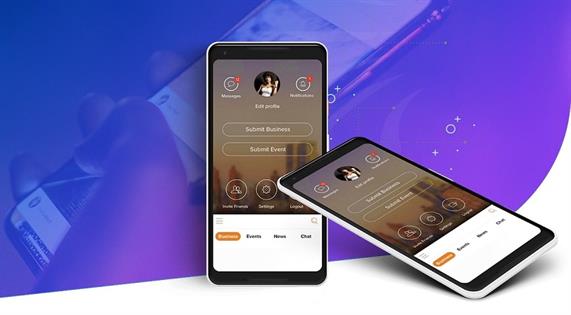 Messages
Notifications
Edit profile
Submit Business
Submit Event
Invite Friends
Settings
Logout
Business
Events
News
Chat
Messages
Notifications
Edit profile
Submit Business
Submit Event
Invite Friends
Settings
Logout
Business
Events
News
Chat